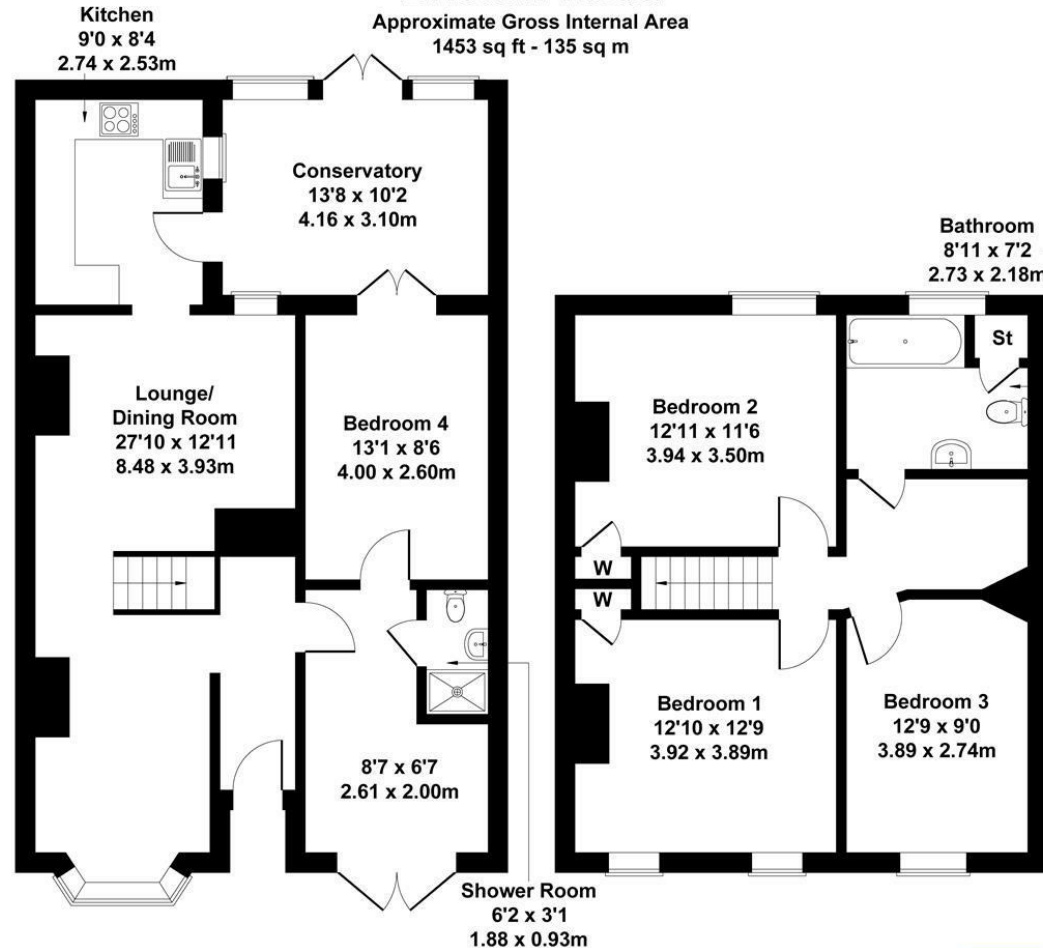 Approximate Gross Internal Area
1453 sq ft - 135 sq m
Kitchen
9'0 x 8'4
2.74 x 2.53m
Conservatory
13'8 x 10'2
4.16 x 3.10m
Lounge/
Dining Room
27'10 x 12'11
8.48 x 3.93m
Bedroom 4
13'1 x 8'6
4.00 x 2.60m
8'7 x 6'7
2.61 x 2.00m
Shower Room
6'2 x 3'1
1.88 x 0.93m
Bathroom
8'11 x 7'2
2.73 x 2.18m
St
Bedroom 2
12'11 x 11'6
3.94 x 3.50m
W
W
Bedroom 1
12'10 x 12'9
3.92 x 3.89m
Bedroom 3
12'9 x 9'0
3.89 x 2.74m